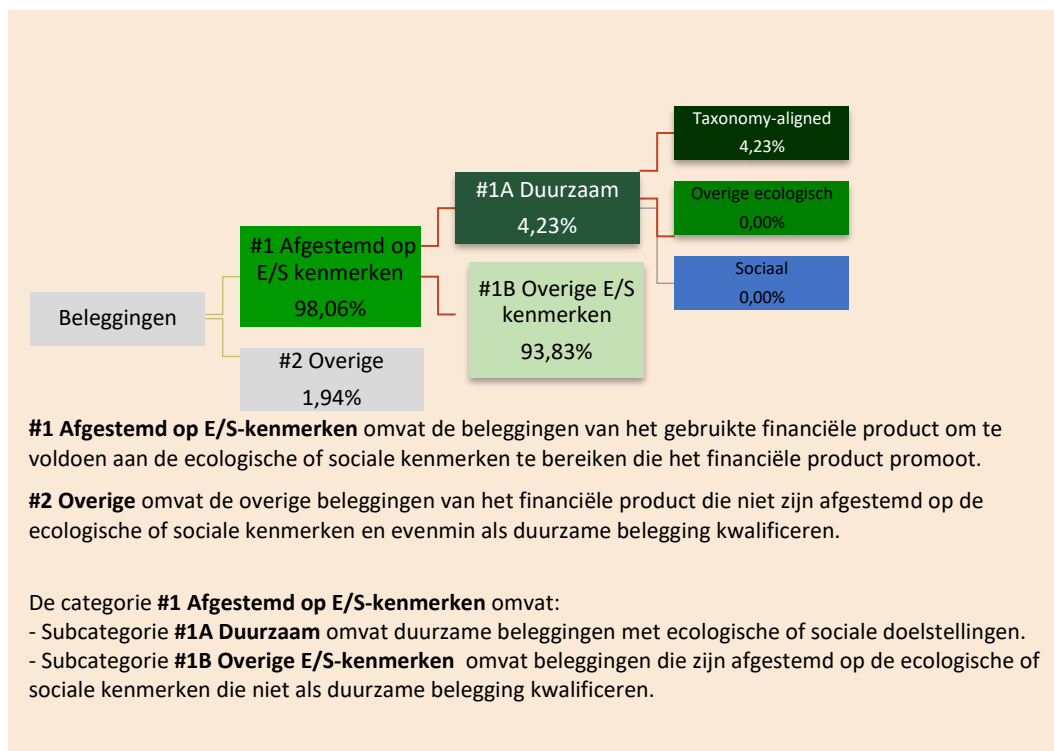 Taxonomy-aligned
4,23%
#1A Duurzaam
4,23%
Overige ecologisch
0,00%
#1 Afgestemd op
E/S kenmerken
98,06%
Sociaal
0,00%
#1B Overige E/S
kenmerken
93,83%
Beleggingen
#2 Overige
1,94%
#1 Afgestemd op E/S-kenmerken omvat de beleggingen van het gebruikte financiële product om te
voldoen aan de ecologische of sociale kenmerken te bereiken die het financiële product promoot.
#2 Overige omvat de overige beleggingen van het financiële product die niet zijn afgestemd op de
ecologische of sociale kenmerken en evenmin als duurzame belegging kwalificeren.
De categorie #1 Afgestemd op E/S-kenmerken omvat:
- Subcategorie #1A Duurzaam omvat duurzame beleggingen met ecologische of sociale doelstellingen.
- Subcategorie #1B Overige E/S-kenmerken omvat beleggingen die zijn afgestemd op de ecologische of
sociale kenmerken die niet als duurzame belegging kwalificeren.